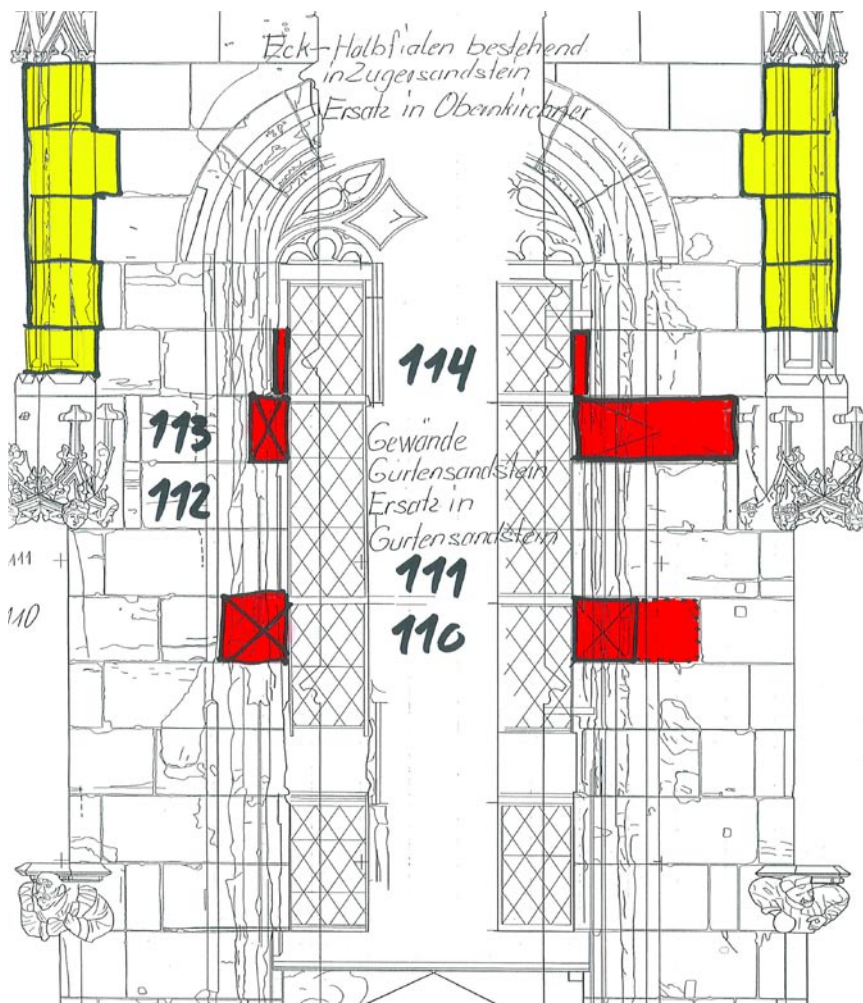 Eck-Halbfialen bestehend
in Zugersandstein
Ersatz in Obernkirchner
114
113
Gewände
Gurtensandstein
112
Ersatz in
Gurtensandstein
111
111
110
110